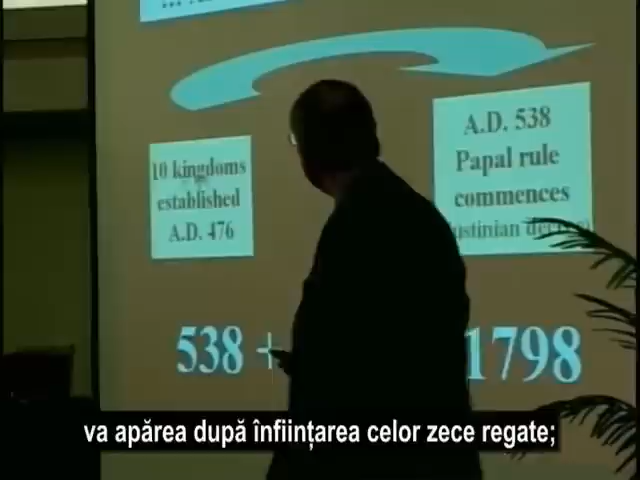 10 kingdoms
established
A.D. 476
A.D. 538
Papal rule
commences
538 +
1798
va apărea după înființarea celor zece regate;